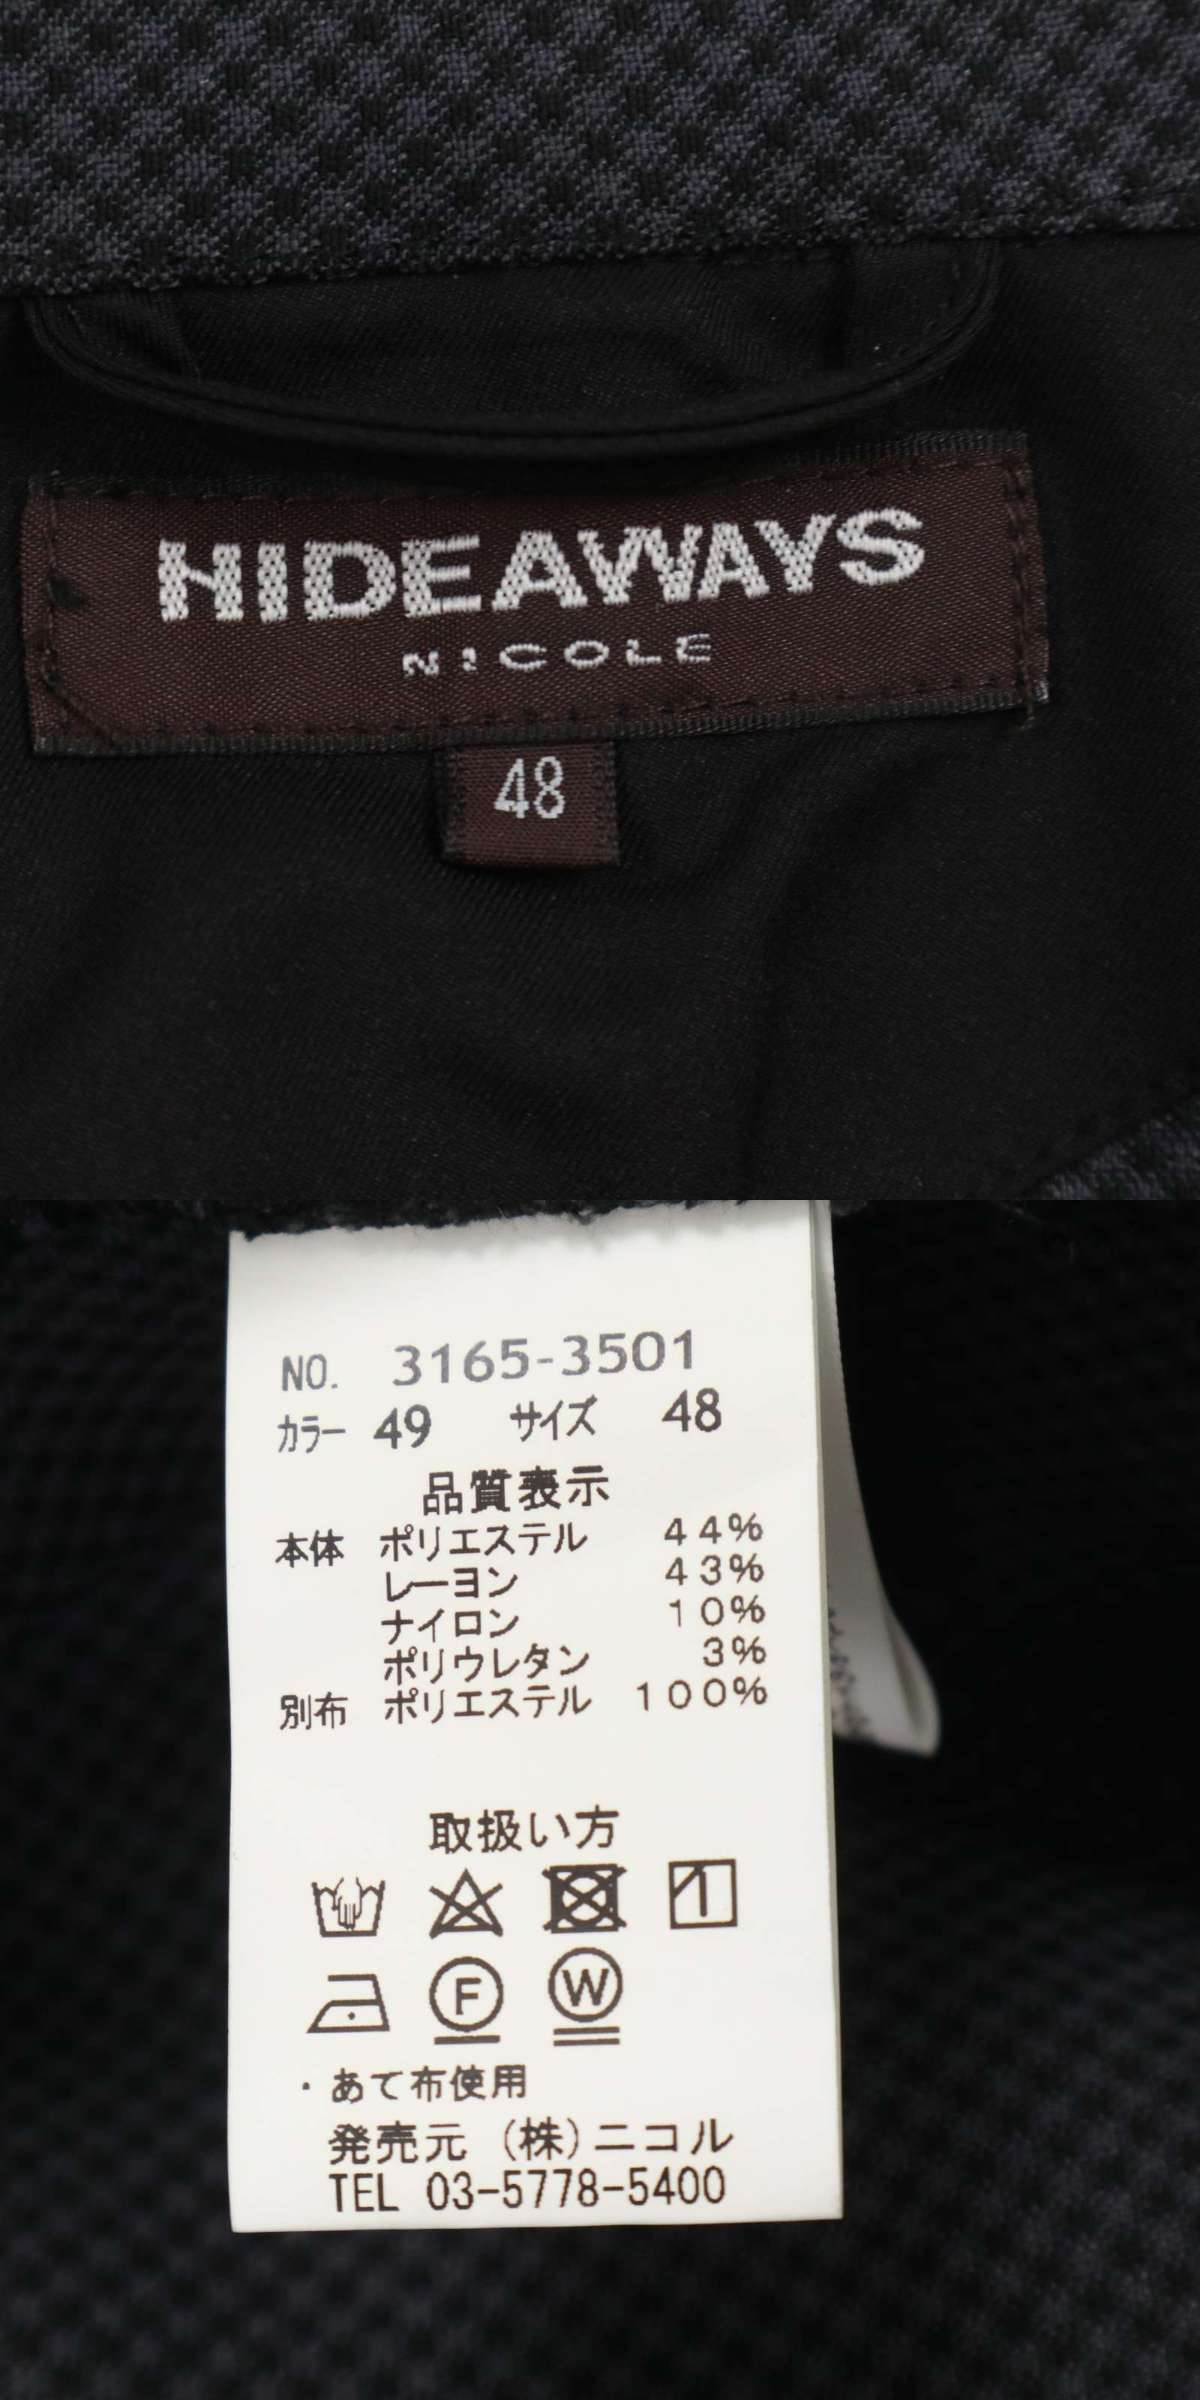 HIDEAWAYS
NICOLE
48
NO. 3165-3501
カラー 49 サイズ 48
品質表示
本体 ポリエステル 44%
レーヨン 43%
ナイロン 10%
ポリウレタン 3%
別布 ポリエステル 100%
取扱い方
F W
・あて布使用
発売元 (株)ニコル
TEL 03-5778-5400